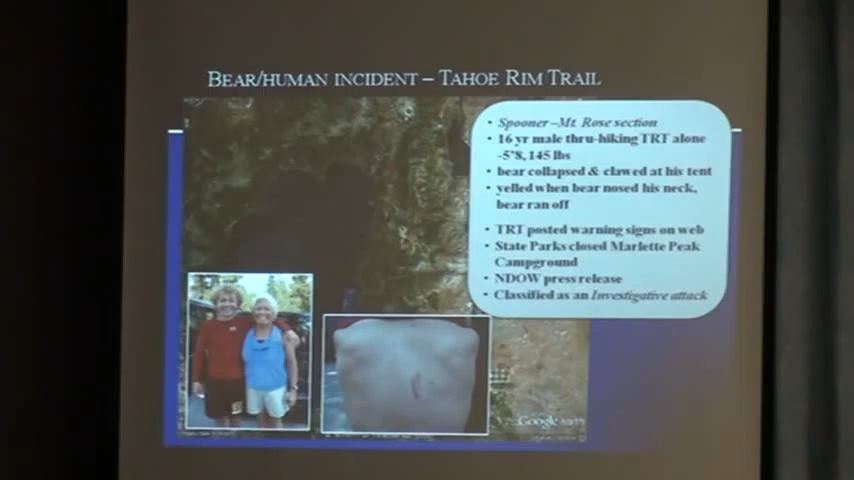 BEAR/HUMAN INCIDENT – TAHOE RIM TRAIL
• Spooner –Mt. Rose section
• 16 yr male thru-hiking TRT alone
-5'8, 145 lbs
• bear collapsed & clawed at his tent
• yelled when bear nosed his neck,
bear ran off
• TRT posted warning signs on web
• State Parks closed Marlette Peak
Campground
• NDOW press release
• Classified as an Investigative attack
Google